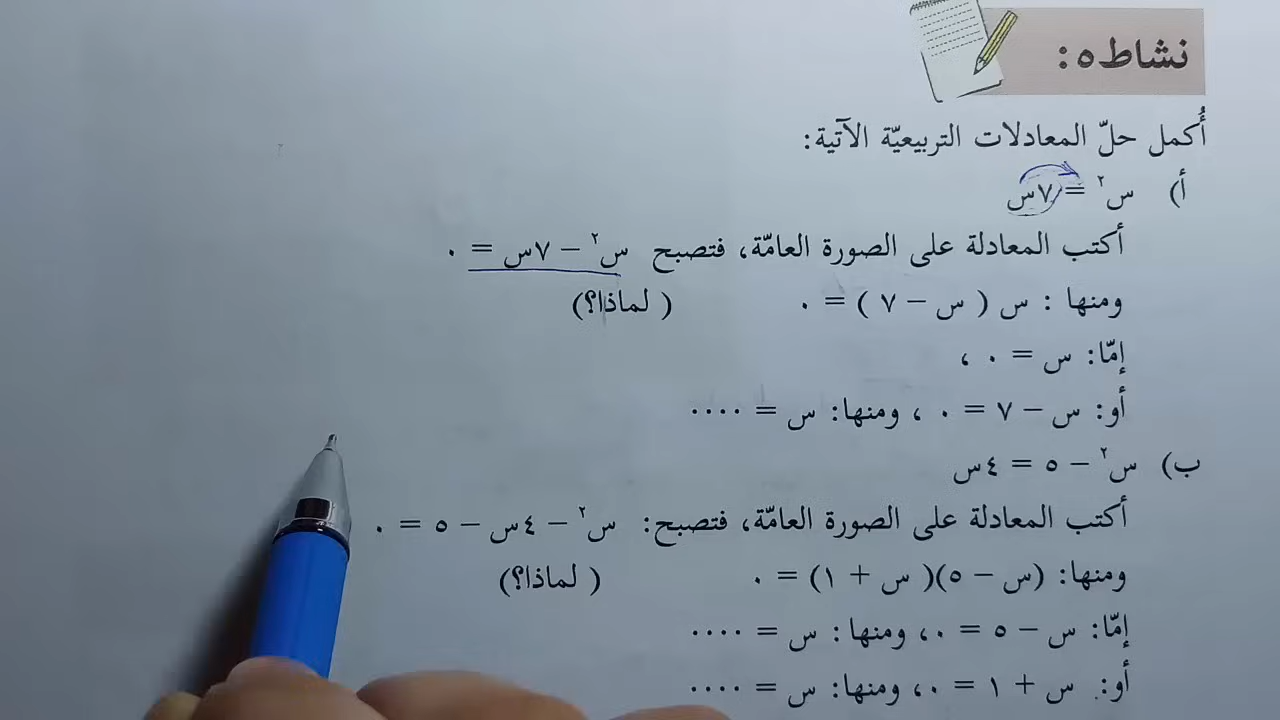 نشاط٥:
أُكمل حلّ المعادلات التربيعيّة الآتية:
أ) س٢ = ٧س
أكتب المعادلة على الصورة العامّة، فتصبح س٢ – ٧س = ٠
ومنها : س ( س – ٧ ) = ٠ ( لماذا؟)
إمّا: س = ٠ ،
أو: س – ٧ = ٠ ، ومنها: س = ....
ب) س٢ – ٥ = ٤س
أكتب المعادلة على الصورة العامّة، فتصبح: س٢ – ٤س – ٥ = ٠
ومنها: (س – ٥)( س + ١) = ٠ ( لماذا؟)
إمّا: س – ٥ = ٠، ومنها: س = ....
أو: س + ١ = ٠، ومنها: س = ....